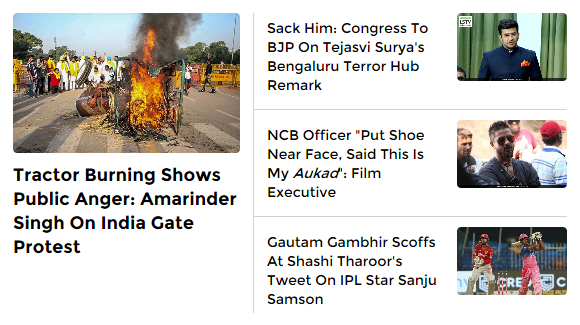 Tractor Burning Shows
Public Anger: Amarinder
Singh On India Gate
Protest
Sack Him: Congress To
BJP On Tejasvi Surya's
Bengaluru Terror Hub
Remark
NCB Officer "Put Shoe
Near Face, Said This Is
My Aukad": Film
Executive
Gautam Gambhir Scoffs
At Shashi Tharoor's
Tweet On IPL Star Sanju
Samson